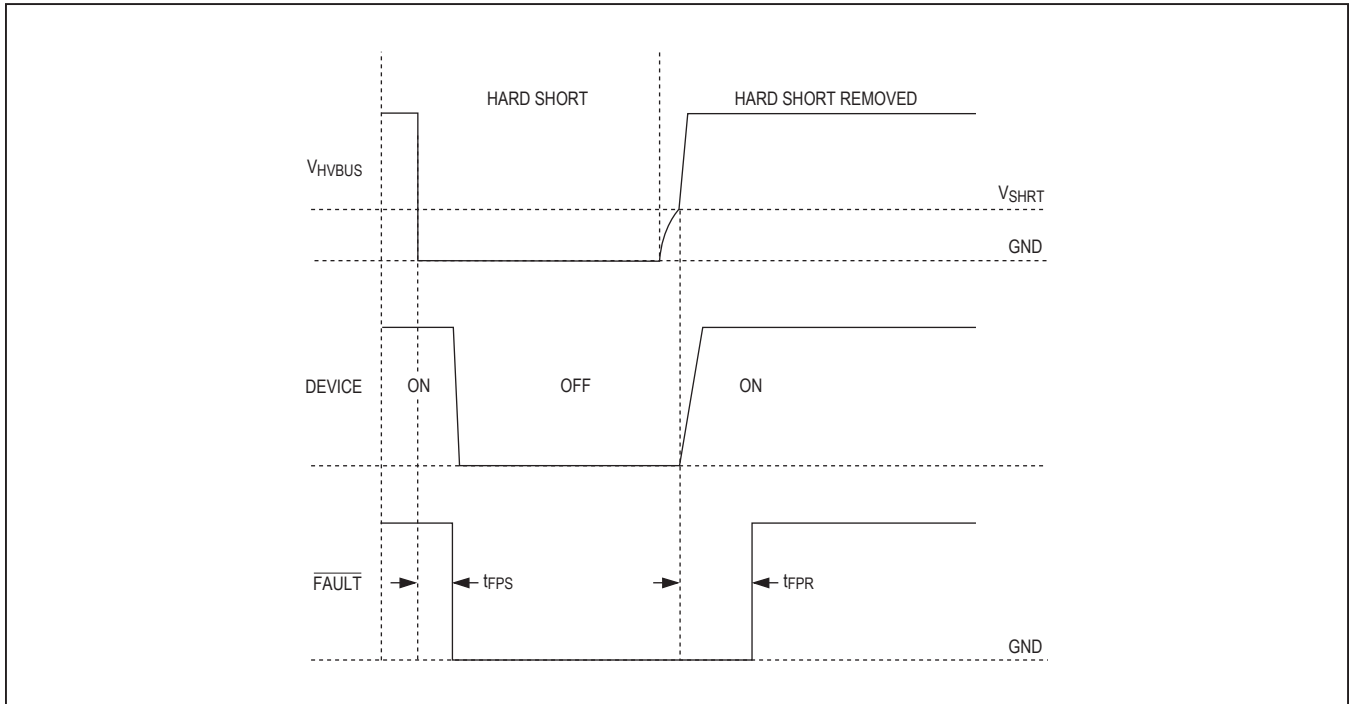 HARD SHORT
HARD SHORT REMOVED
VHVBUS
VSHRT
GND
DEVICE
ON
OFF
ON
FAULT
tFPS
tFPR
GND